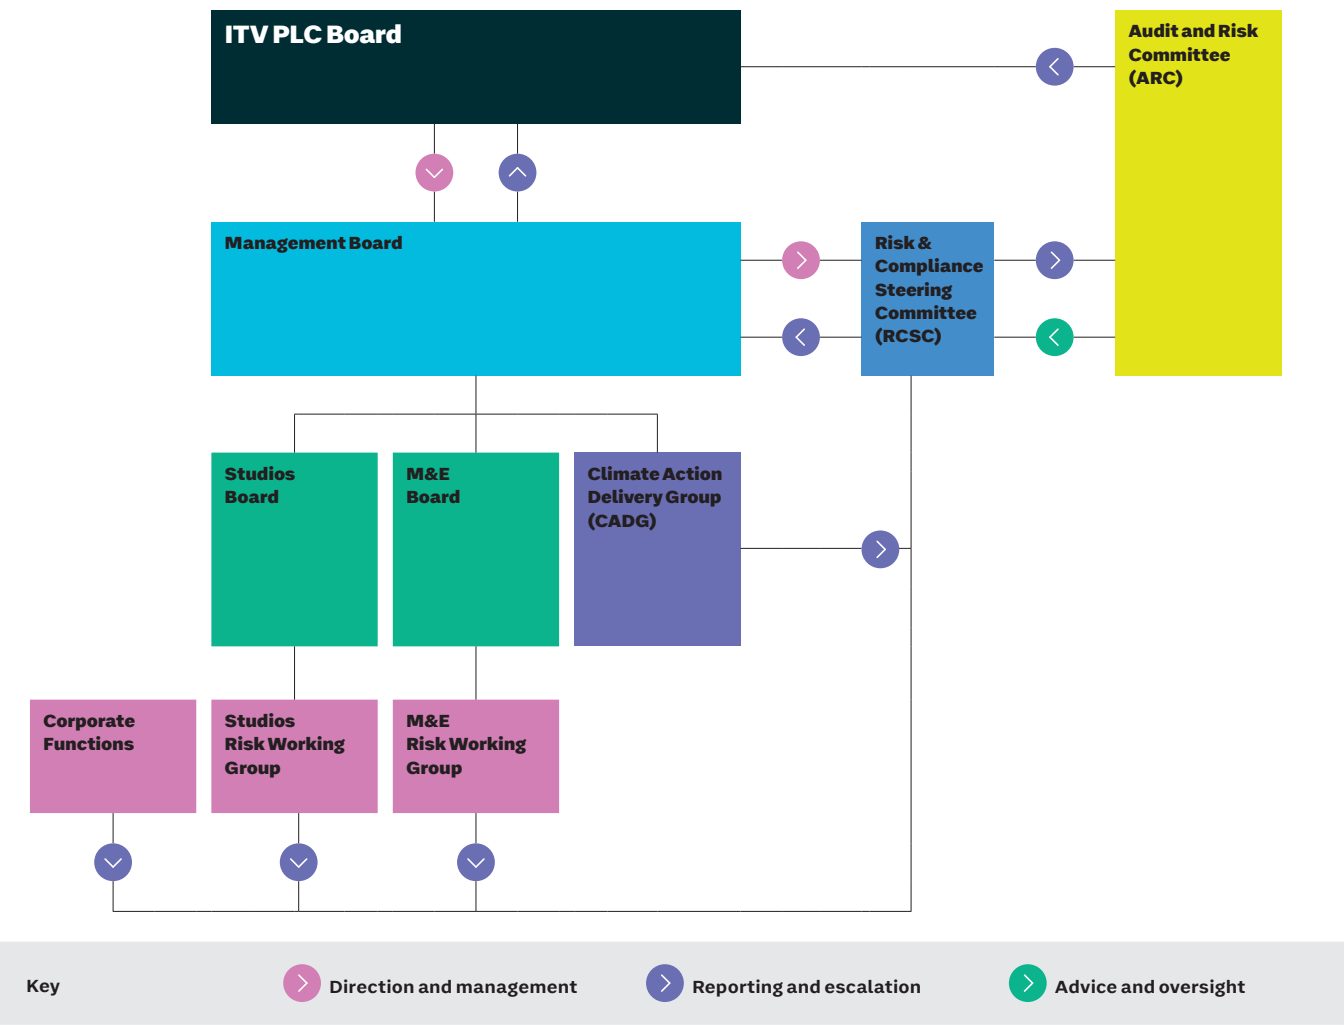 ITV PLC Board
Audit and Risk
Committee
(ARC)
Management Board
Risk &
Compliance
Steering
Committee
(RCSC)
Studios
Board
M&E
Board
Climate Action
Delivery Group
(CADG)
Corporate
Functions
Studios
Risk Working
Group
M&E
Risk Working
Group
Key
Direction and management
Reporting and escalation
Advice and oversight